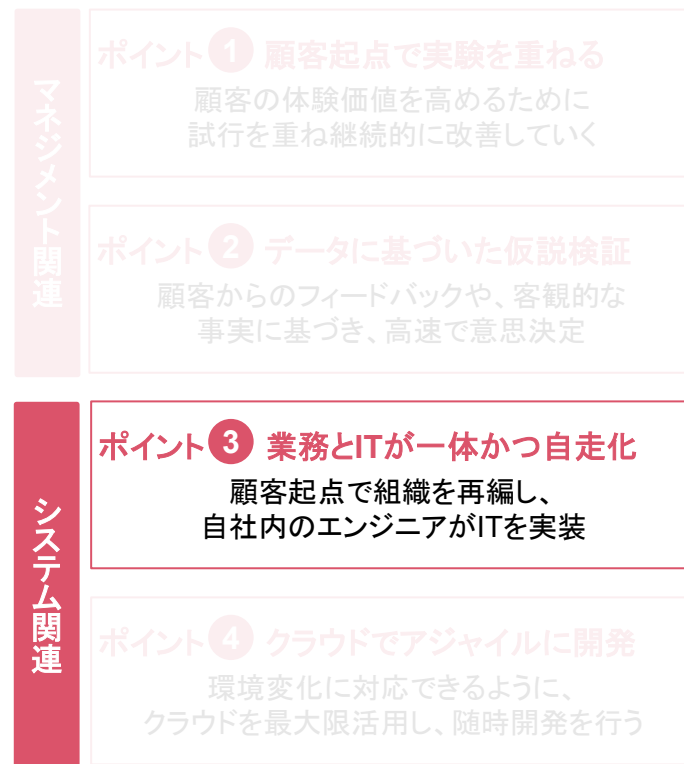 マネジメント関連
ポイント1 顧客起点で実験を重ねる
顧客の体験価値を高めるために
試行を重ね継続的に改善していく
ポイント2 データに基づいた仮説検証
顧客からのフィードバックや、客観的な
事実に基づき、高速で意思決定
システム関連
ポイント3 業務とITが一体かつ自走化
顧客起点で組織を再編し、
自社内のエンジニアがITを実装
ポイント4 クラウドでアジャイルに開発
環境変化に対応できるように、
クラウドを最大限活用し、随時開発を行う